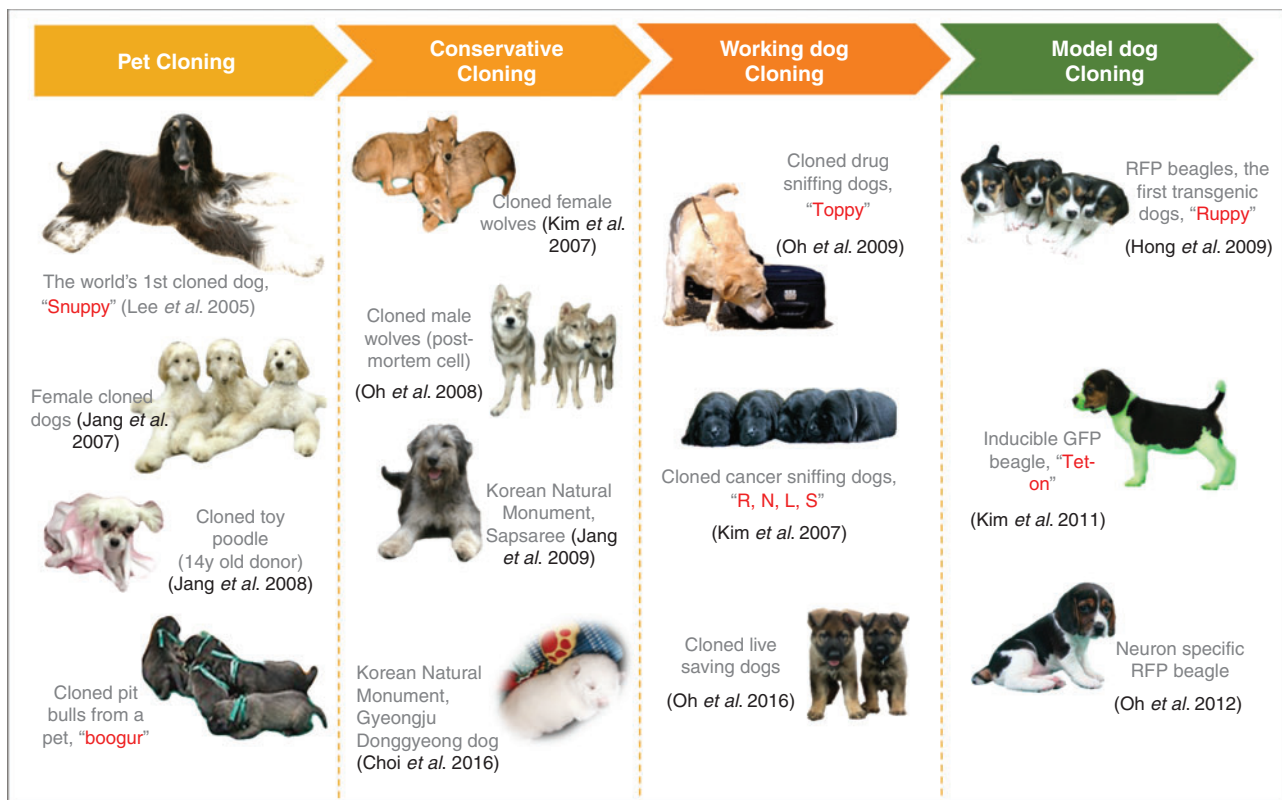 Pet Cloning
Conservative
Cloning
Working dog
Cloning
Model dog
Cloning
The world's 1st cloned dog,
"Snuppy" (Lee et al. 2005)
Female cloned
dogs (Jang et al.
2007)
Cloned toy
poodle
(14y old donor)
(Jang et al. 2008)
Cloned pit
bulls from a
pet, "boogur"
Cloned female
wolves (Kim et al.
2007)
Cloned male
wolves (post-
mortem cell)
(Oh et al. 2008)
Korean Natural
Monument,
Sapsaree (Jang
et al. 2009)
Korean Natural
Monument,
Gyeongju
Donggyeong dog
(Choi et al. 2016)
Cloned drug
sniffing dogs,
"Toppy"
(Oh et al. 2009)
Cloned cancer sniffing dogs,
"R, N, L, S"
(Kim et al. 2007)
Cloned live
saving dogs
(Oh et al. 2016)
RFP beagles, the
first transgenic
dogs, "Ruppy"
(Hong et al. 2009)
Inducible GFP
beagle, "Tet-
on"
(Kim et al. 2011)
Neuron specific
RFP beagle
(Oh et al. 2012)